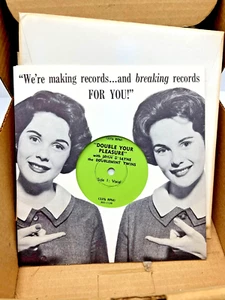 "We're making records...and breaking records
FOR YOU!"
"DOUBLE YOUR
PLEASURE"
with JAYLE & JAYNE
the DOUBLEMINT TWINS
Side 1: Vocal